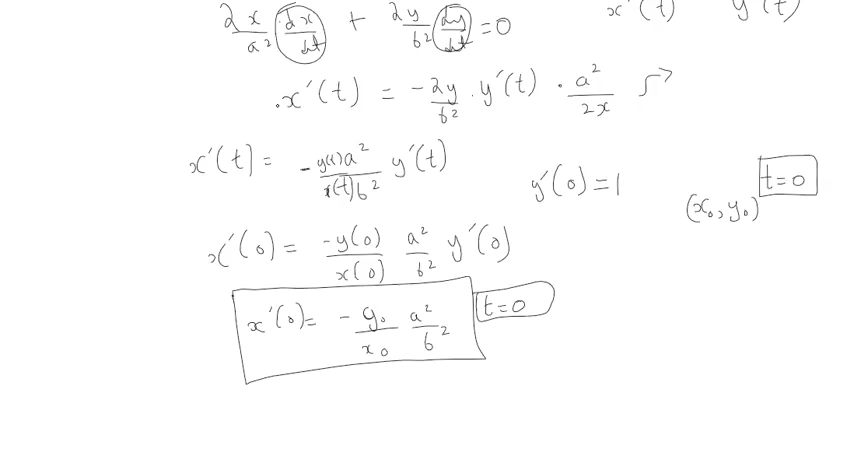 2x/a² · dx/dt + 2y/b² dy/dt = 0 x'(t) y'(t)
· x'(t) = -2y/b² · y'(t) · a²/2x
x'(t) = -y(t)a²/x(t)b² y'(t)
y'(0) = 1 t=0
(x₀, y₀)
x'(0) = -y(0)/x(0) a²/b² y'(0)
x'(0) = - y₀/x₀ a²/b² t=0